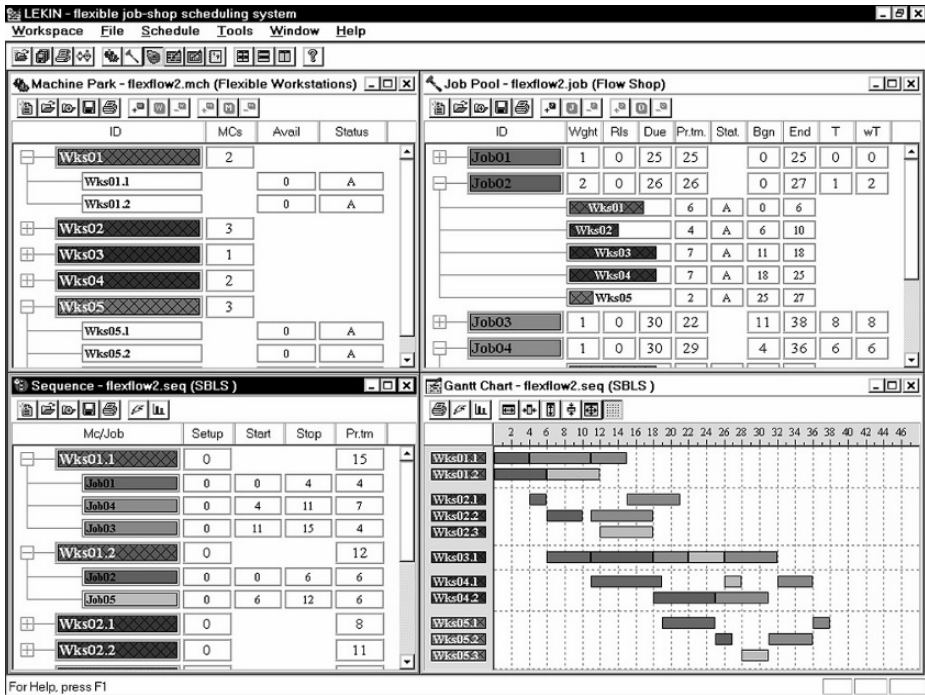 LEKIN - flexible job-shop scheduling system
Workspace File Schedule Tools Window Help
Machine Park - flexflow2.mch (Flexible Workstations)
ID MCs Avail Status
Wks01 2
Wks01.1 0 A
Wks01.2 0 A
Wks02 3
Wks03 1
Wks04 2
Wks05 3
Wks05.1 0 A
Wks05.2 0 A
Job Pool - flexflow2.job (Flow Shop)
ID Wght Rls Due Pr.tm. Stat. Bgn End T wT
Job01 1 0 25 25 0 25 0 0
Job02 2 0 26 26 0 27 1 2
Wks01 6 A 0 6
Wks02 4 A 6 10
Wks03 7 A 11 18
Wks04 7 A 18 25
Wks05 2 A 25 27
Job03 1 0 30 22 11 38 8 8
Job04 1 0 30 29 4 36 6 6
Sequence - flexflow2.seq (SBLS )
Mc/Job Setup Start Stop Pr.tm
Wks01.1 0 15
Job01 0 0 4 4
Job04 0 4 11 7
Job03 0 11 15 4
Wks01.2 0 12
Job02 0 0 6 6
Job05 0 6 12 6
Wks02.1 0 8
Wks02.2 0 11
Gantt Chart - flexflow2.seq (SBLS )
2 4 6 8 10 12 14 16 18 20 22 24 26 28 30 32 34 36 38 40 42 44 46
Wks01.1
Wks01.2
Wks02.1
Wks02.2
Wks02.3
Wks03.1
Wks04.1
Wks04.2
Wks05.1
Wks05.2
Wks05.3
For Help, press F1